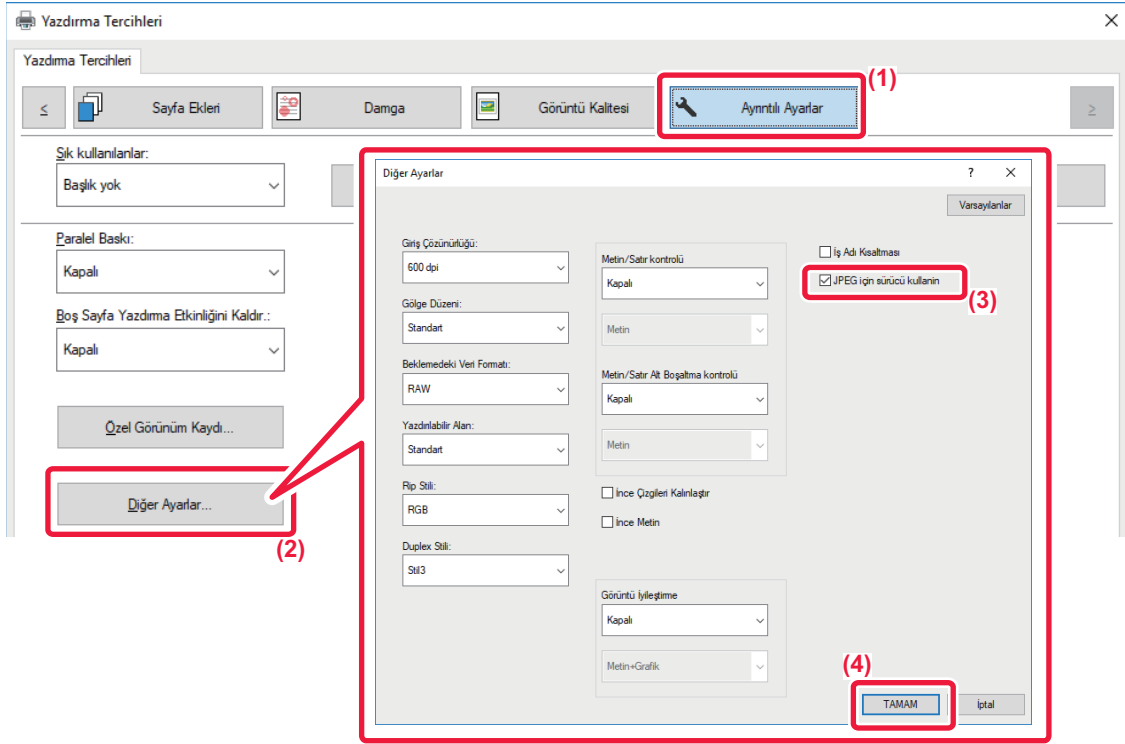 Yazdırma Tercihleri
Yazdırma Tercihleri
(1)
<
Sayfa Ekleri
Damga
Görüntü Kalitesi
Ayrıntılı Ayarlar
>
Sık kullanılanlar:
Başlık yok
Paralel Baskı:
Kapalı
Boş Sayfa Yazdırma Etkinliğini Kaldır.:
Kapalı
Özel Görünüm Kaydı...
Diğer Ayarlar...
(2)
Diğer Ayarlar
?
Varsayılanlar
Giriş Çözünürlüğü:
600 dpi
Gölge Düzeni:
Standart
Beklemedeki Veri Formatı:
RAW
Yazdırılabilir Alan:
Standart
Rip Stili:
RGB
Duplex Stili:
Stil3
Metin/Satır kontrolü
Kapalı
Metin
Metin/Satır Alt Boşaltma kontrolü
Kapalı
Metin
İnce Çizgileri Kalınlaştır
İnce Metin
Görüntü İyileştirme
Kapalı
Metin+Grafik
İş Adı Kısaltması
JPEG için sürücü kullanin
(3)
(4)
TAMAM
İptal